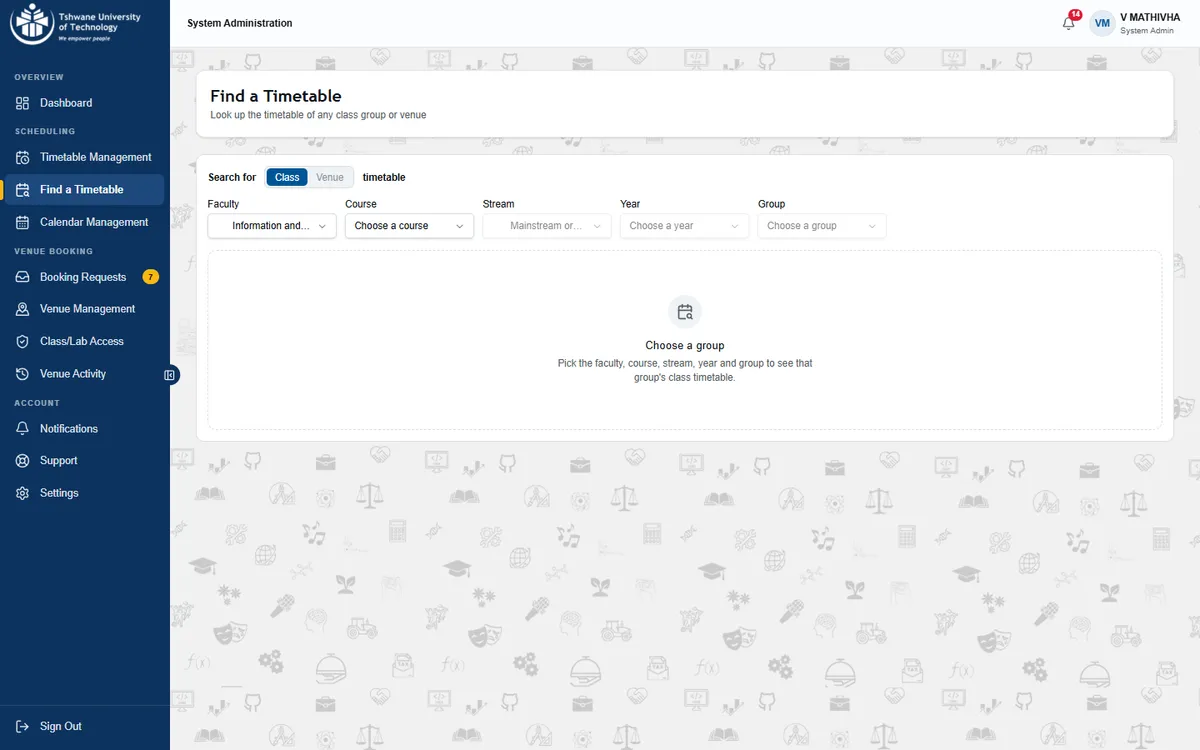 Tshwane University
of Technology
We empower people
System Administration
14
VM
V MATHIVHA
System Admin
OVERVIEW
Dashboard
SCHEDULING
Timetable Management
Find a Timetable
Calendar Management
VENUE BOOKING
Booking Requests
7
Venue Management
Class/Lab Access
Venue Activity
ACCOUNT
Notifications
Support
Settings
Sign Out
Find a Timetable
Look up the timetable of any class group or venue
Search for Class Venue timetable
Faculty Course Stream Year Group
Information and... Choose a course Mainstream or... Choose a year Choose a group
Choose a group
Pick the faculty, course, stream, year and group to see that
group's class timetable.